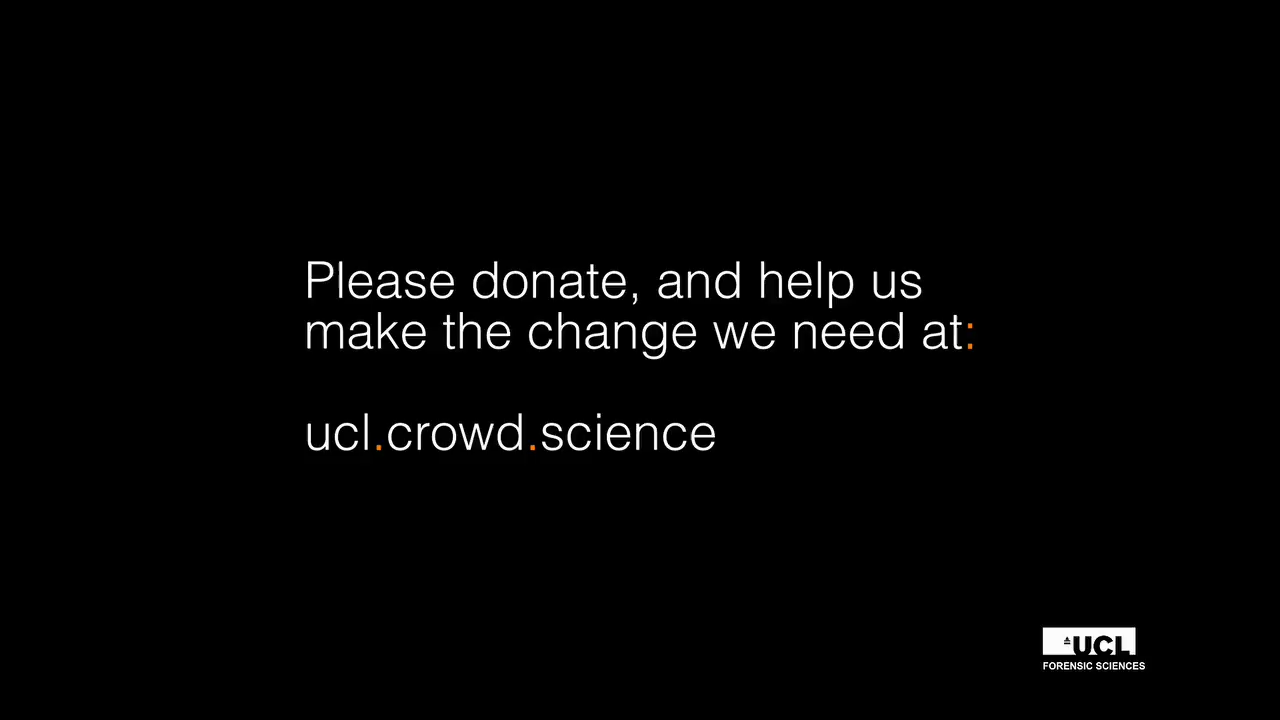 Please donate, and help us
make the change we need at:
ucl.crowd.science
UCL
FORENSIC SCIENCES